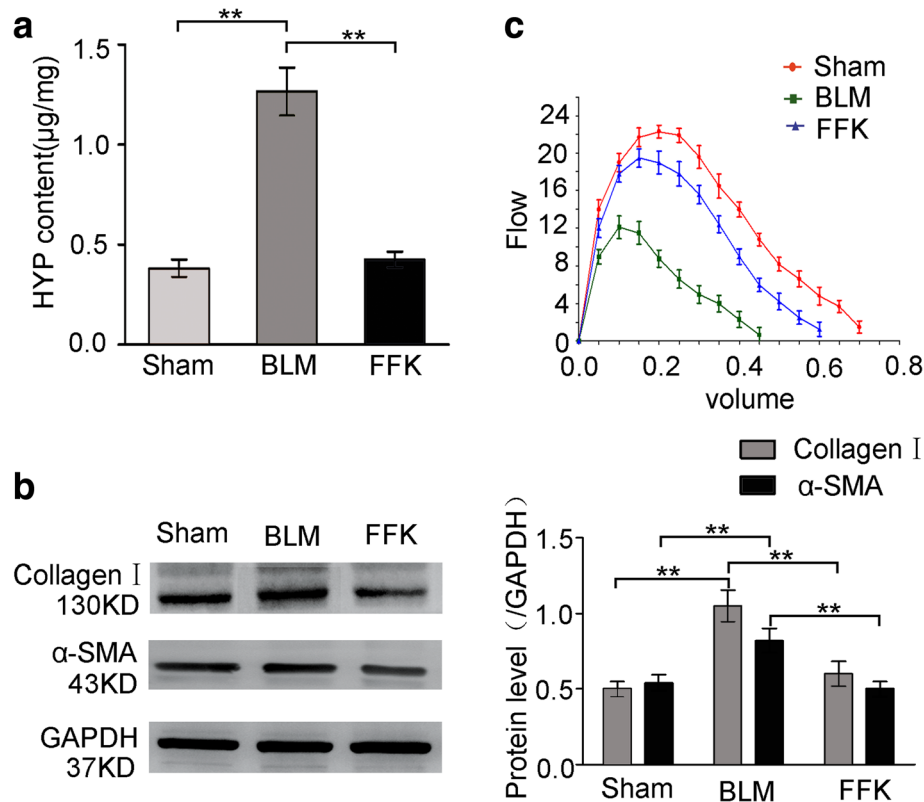 a
** **
HYP content(μg/mg)
1.5
1.0
0.5
0.0
Sham BLM FFK
c
Sham
BLM
FFK
Flow
24
20
16
12
8
4
0
0.0 0.2 0.4 0.6 0.8
volume
b
Sham BLM FFK
Collagen Ⅰ
130KD
α-SMA
43KD
GAPDH
37KD
Collagen Ⅰ
α-SMA
Protein level（/GAPDH）
1.5
1.0
0.5
0.0
**
**
**
**
Sham BLM FFK